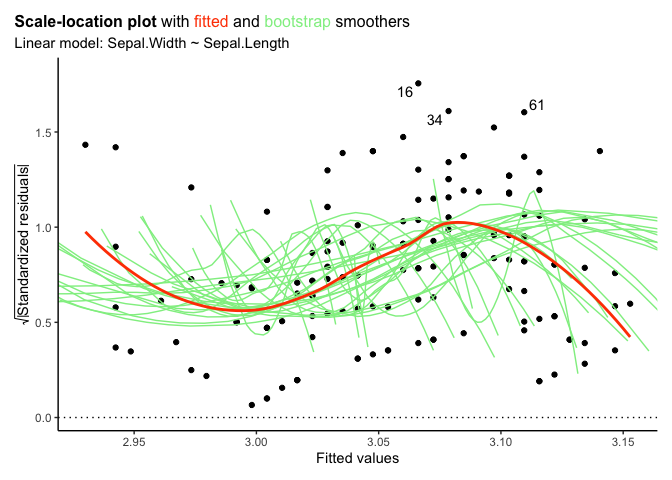 Scale-location plot with fitted and bootstrap smoothers
Linear model: Sepal.Width ~ Sepal.Length
16
61
34
1.5
1.0
0.5
0.0
√|Standardized residuals|
2.95 3.00 3.05 3.10 3.15
Fitted values